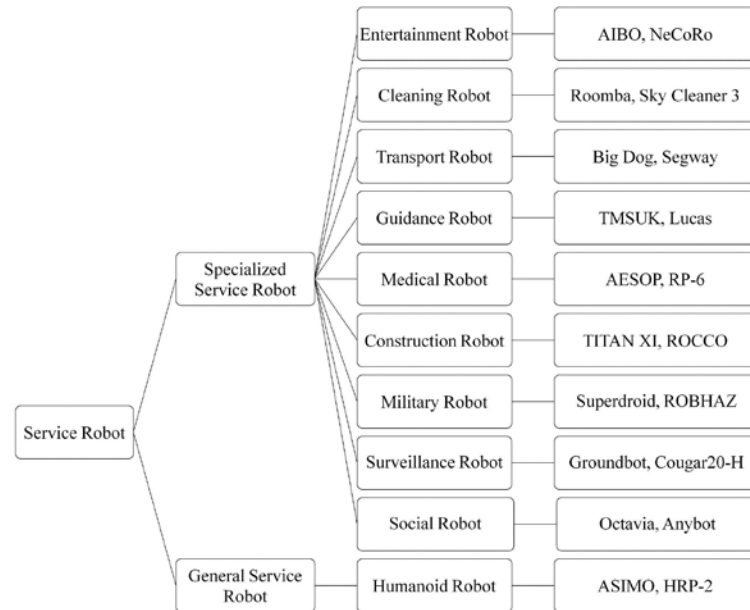 Entertainment Robot
AIBO, NeCoRo
Cleaning Robot
Roomba, Sky Cleaner 3
Transport Robot
Big Dog, Segway
Guidance Robot
TMSUK, Lucas
Specialized
Service Robot
Medical Robot
AESOP, RP-6
Construction Robot
TITAN XI, ROCCO
Military Robot
Superdroid, ROBHAZ
Service Robot
Surveillance Robot
Groundbot, Cougar20-H
Social Robot
Octavia, Anybot
General Service
Robot
Humanoid Robot
ASIMO, HRP-2